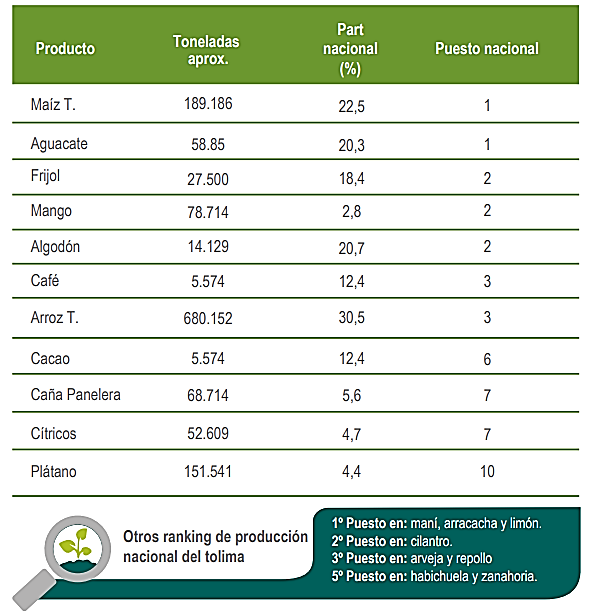 Producto Toneladas aprox. Part nacional (%) Puesto nacional
Maíz T. 189.186 22,5 1
Aguacate 58.85 20,3 1
Frijol 27.500 18,4 2
Mango 78.714 2,8 2
Algodón 14.129 20,7 2
Café 5.574 12,4 3
Arroz T. 680.152 30,5 3
Cacao 5.574 12,4 6
Caña Panelera 68.714 5,6 7
Cítricos 52.609 4,7 7
Plátano 151.541 4,4 10
Otros ranking de producción
nacional del tolima
1º Puesto en: maní, arracacha y limón.
2º Puesto en: cilantro.
3º Puesto en: arveja y repollo
5º Puesto en: habichuela y zanahoria.